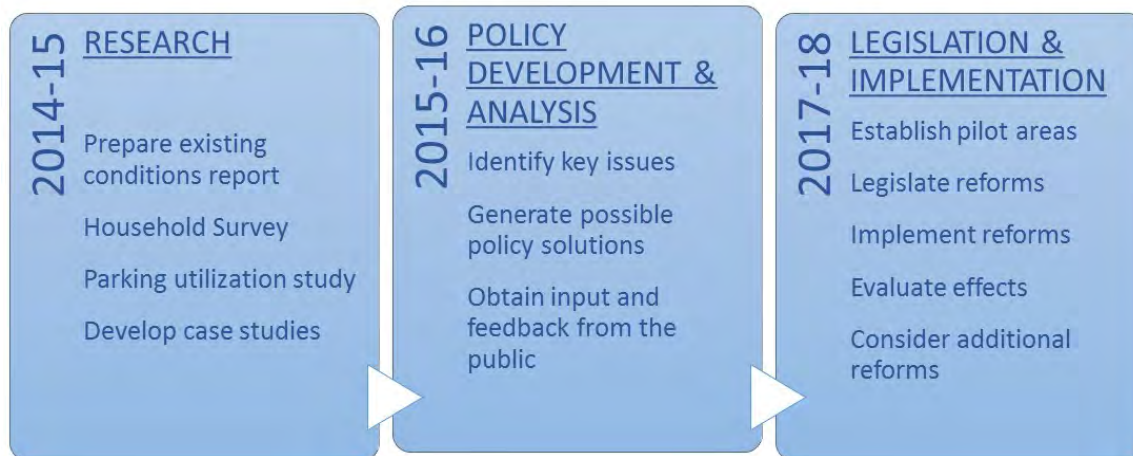 2014-15
RESEARCH
Prepare existing
conditions report
Household Survey
Parking utilization study
Develop case studies
2015-16
POLICY
DEVELOPMENT &
ANALYSIS
Identify key issues
Generate possible
policy solutions
Obtain input and
feedback from the
public
2017-18
LEGISLATION &
IMPLEMENTATION
Establish pilot areas
Legislate reforms
Implement reforms
Evaluate effects
Consider additional
reforms